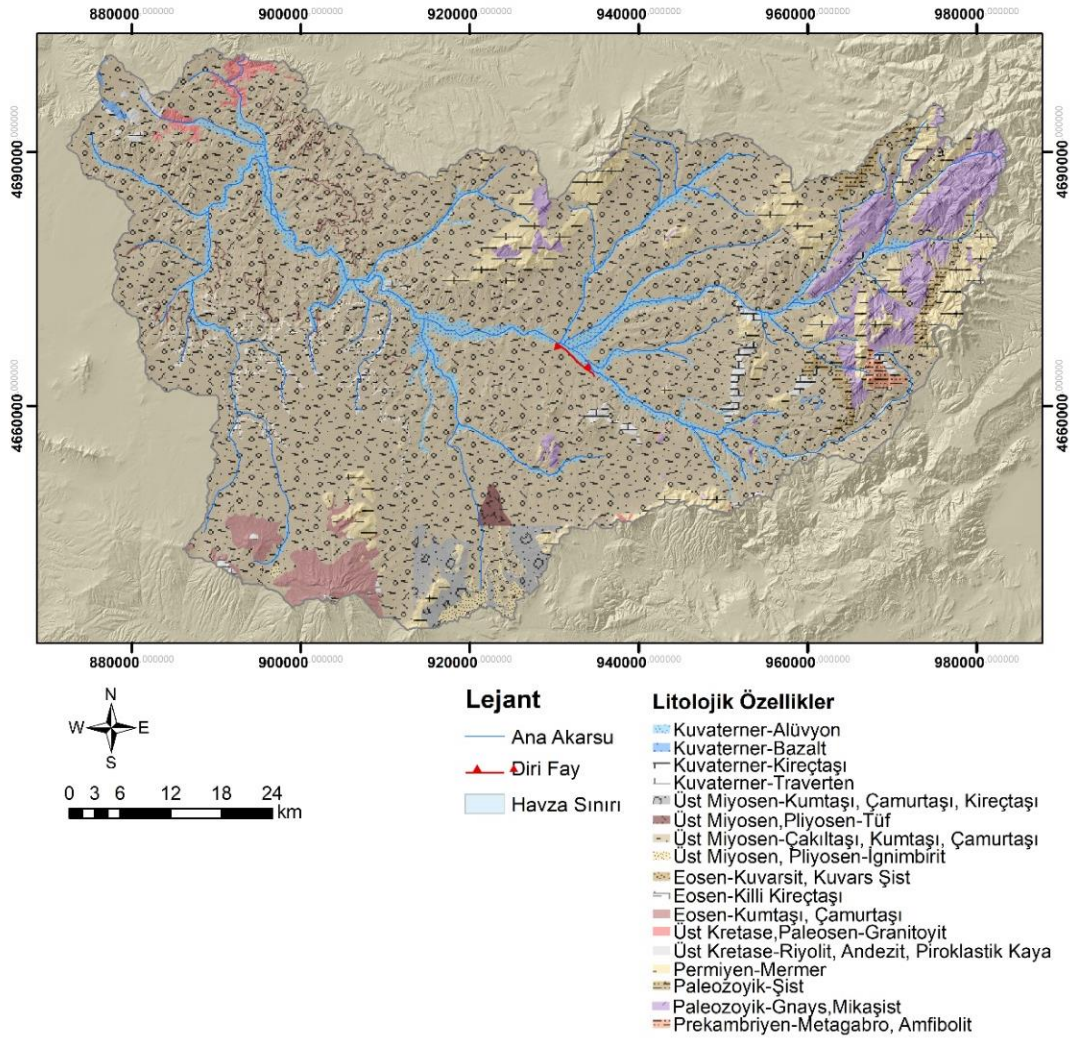 880000,000000 900000,000000 920000,000000 940000,000000 960000,000000 980000,000000
4690000,000000 4690000,000000
4660000,000000 4660000,000000
880000,000000 900000,000000 920000,000000 940000,000000 960000,000000 980000,000000
N
W E
S
0 3 6 12 18 24
km
Lejant
Ana Akarsu
Diri Fay
Havza Sınırı
Litolojik Özellikler
Kuvaterner-Alüvyon
Kuvaterner-Bazalt
Kuvaterner-Kireçtaşı
Kuvaterner-Traverten
Üst Miyosen-Kumtaşı, Çamurtaşı, Kireçtaşı
Üst Miyosen,Pliyosen-Tüf
Üst Miyosen-Çakıltaşı, Kumtaşı, Çamurtaşı
Üst Miyosen, Pliyosen-İgnimbirit
Eosen-Kuvarsit, Kuvars Şist
Eosen-Killi Kireçtaşı
Eosen-Kumtaşı, Çamurtaşı
Üst Kretase,Paleosen-Granitoyit
Üst Kretase-Riyolit, Andezit, Piroklastik Kaya
Permiyen-Mermer
Paleozoyik-Şist
Paleozoyik-Gnays,Mikaşist
Prekambriyen-Metagabro, Amfibolit